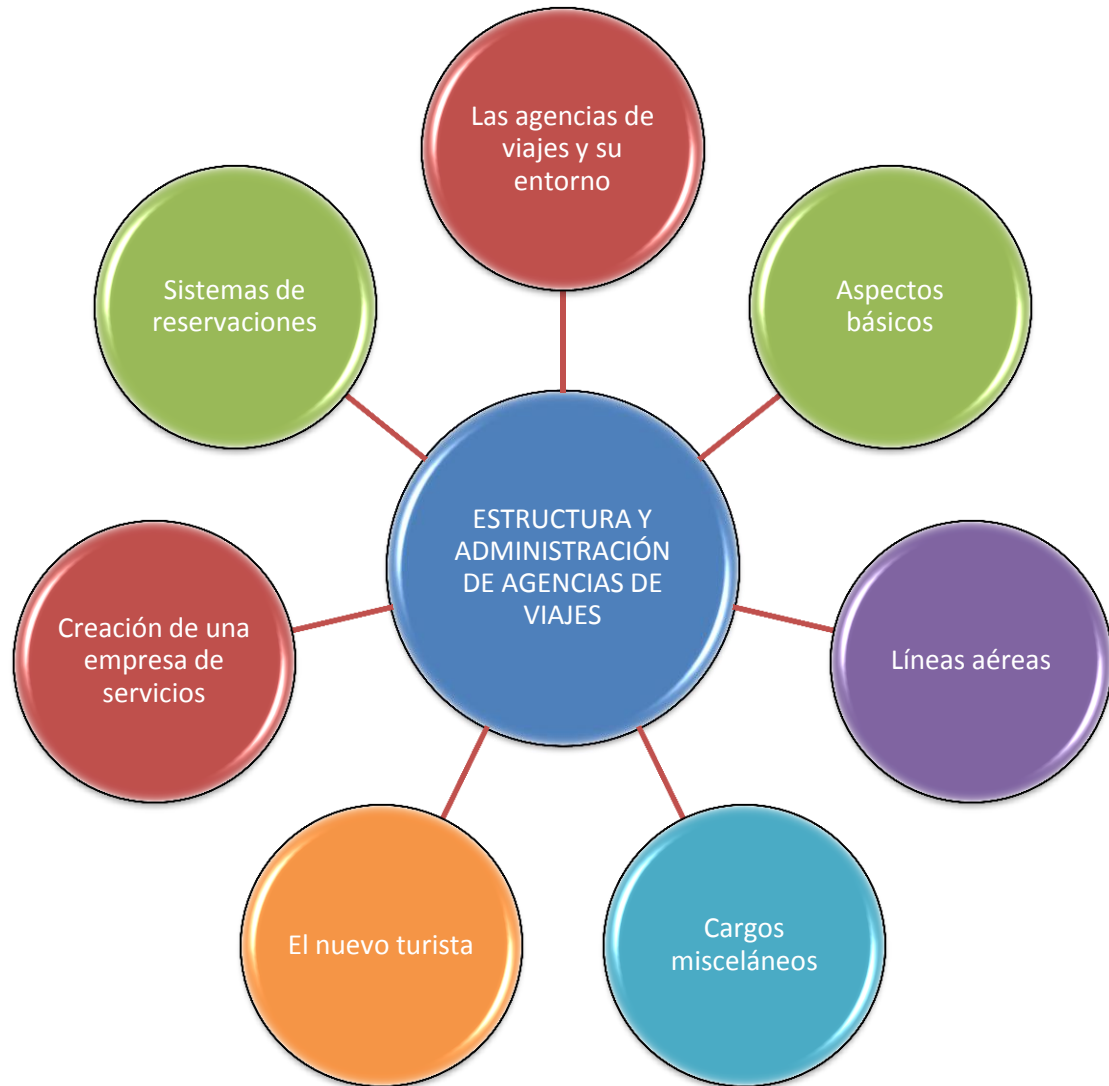 Las agencias de
viajes y su
entorno
Aspectos
básicos
Líneas aéreas
Cargos
misceláneos
El nuevo turista
Creación de una
empresa de
servicios
Sistemas de
reservaciones
ESTRUCTURA Y
ADMINISTRACIÓN
DE AGENCIAS DE
VIAJES